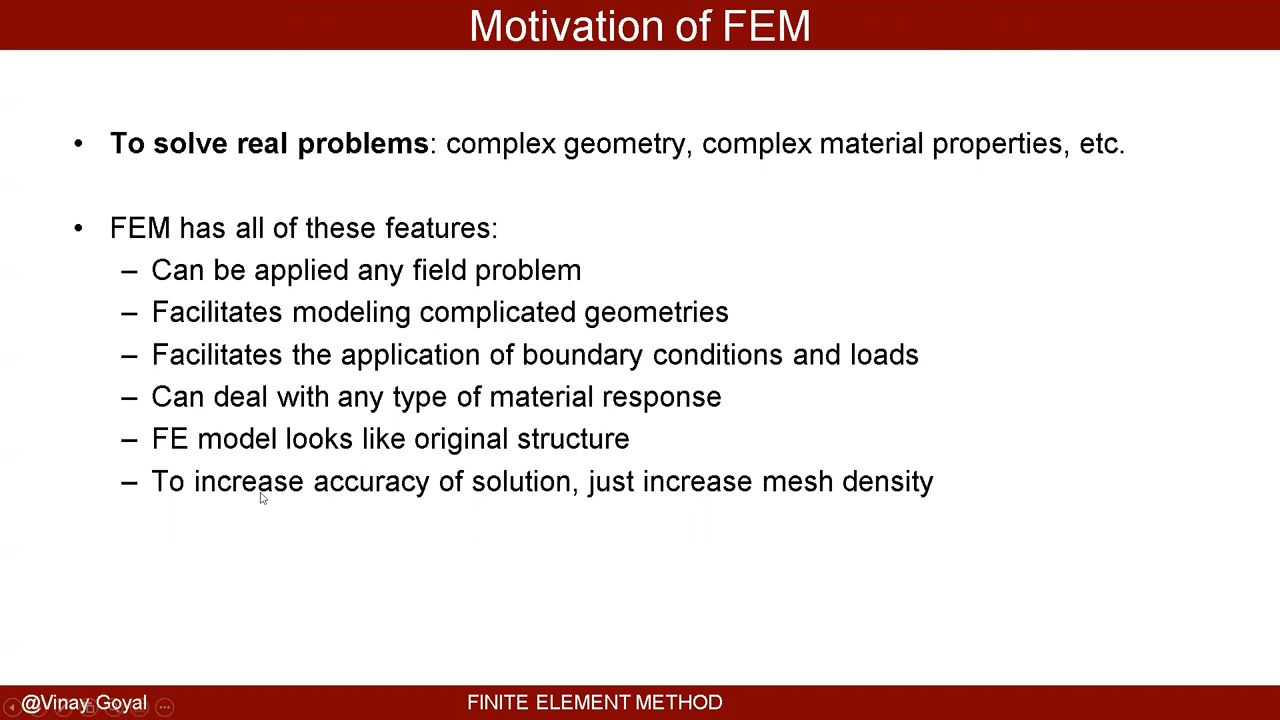 Motivation of FEM
• To solve real problems: complex geometry, complex material properties, etc.
• FEM has all of these features:
– Can be applied any field problem
– Facilitates modeling complicated geometries
– Facilitates the application of boundary conditions and loads
– Can deal with any type of material response
– FE model looks like original structure
– To increase accuracy of solution, just increase mesh density
@Vinay Goyal
FINITE ELEMENT METHOD